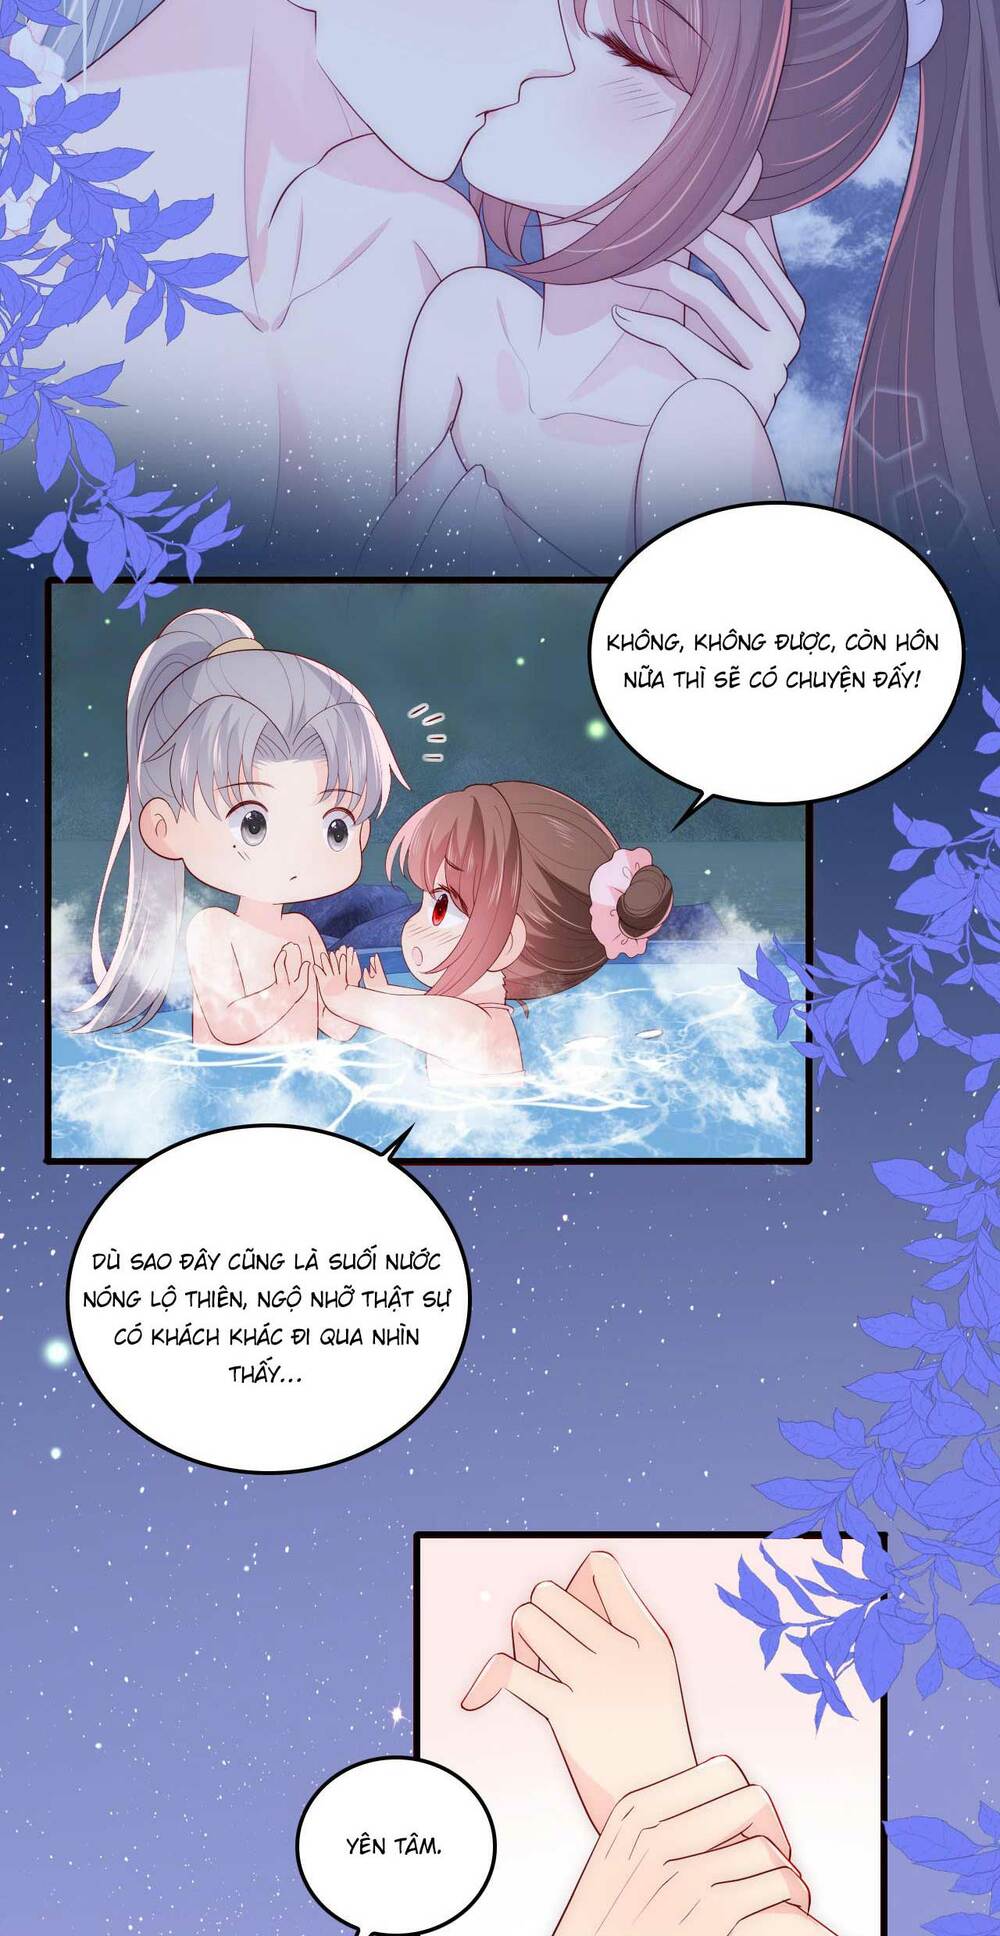 KHÔNG, KHÔNG ĐƯỢC, CÒN HÔN
NỮA THÌ SẼ CÓ CHUYỆN ĐẤY!
DÙ SAO ĐÂY CŨNG LÀ SUỐI NƯỚC
NÓNG LỘ THIÊN, NGỘ NHỠ THẬT SỰ
CÓ KHÁCH KHÁC ĐI QUA NHÌN
THẤY...
YÊN TÂM.